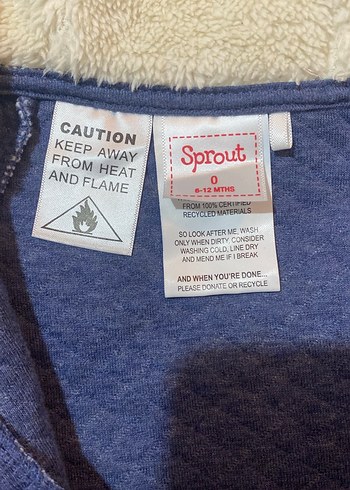 CAUTION
KEEP AWAY
FROM HEAT
AND FLAME
Sprout
0
6-12 MTHS
FROM 100% CERTIFIED
RECYCLED MATERIALS
SO LOOK AFTER ME, WASH
ONLY WHEN DIRTY, CONSIDER
WASHING COLD, LINE DRY
AND MEND ME IF I BREAK
AND WHEN YOU'RE DONE...
PLEASE DONATE OR RECYCLE